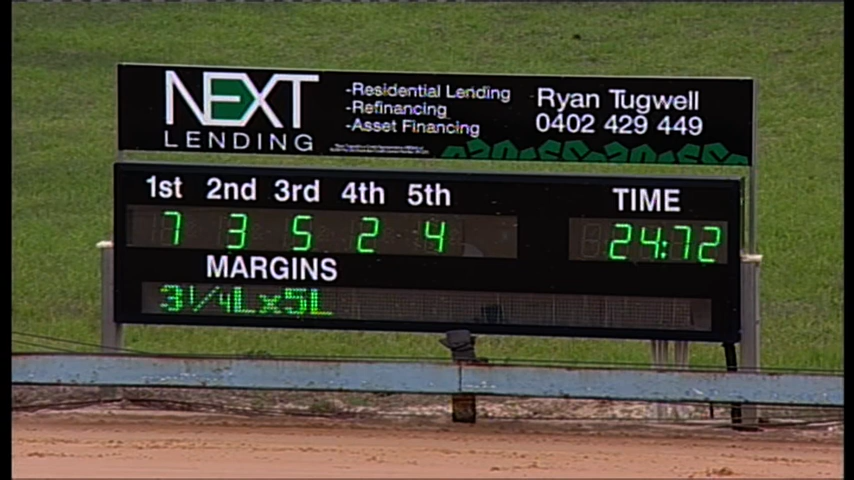 NEXT
LENDING
-Residential Lending
-Refinancing
-Asset Financing
Ryan Tugwell
0402 429 449
1st 2nd 3rd 4th 5th TIME
7 3 5 2 4 24:72
MARGINS
3¼Lx5L